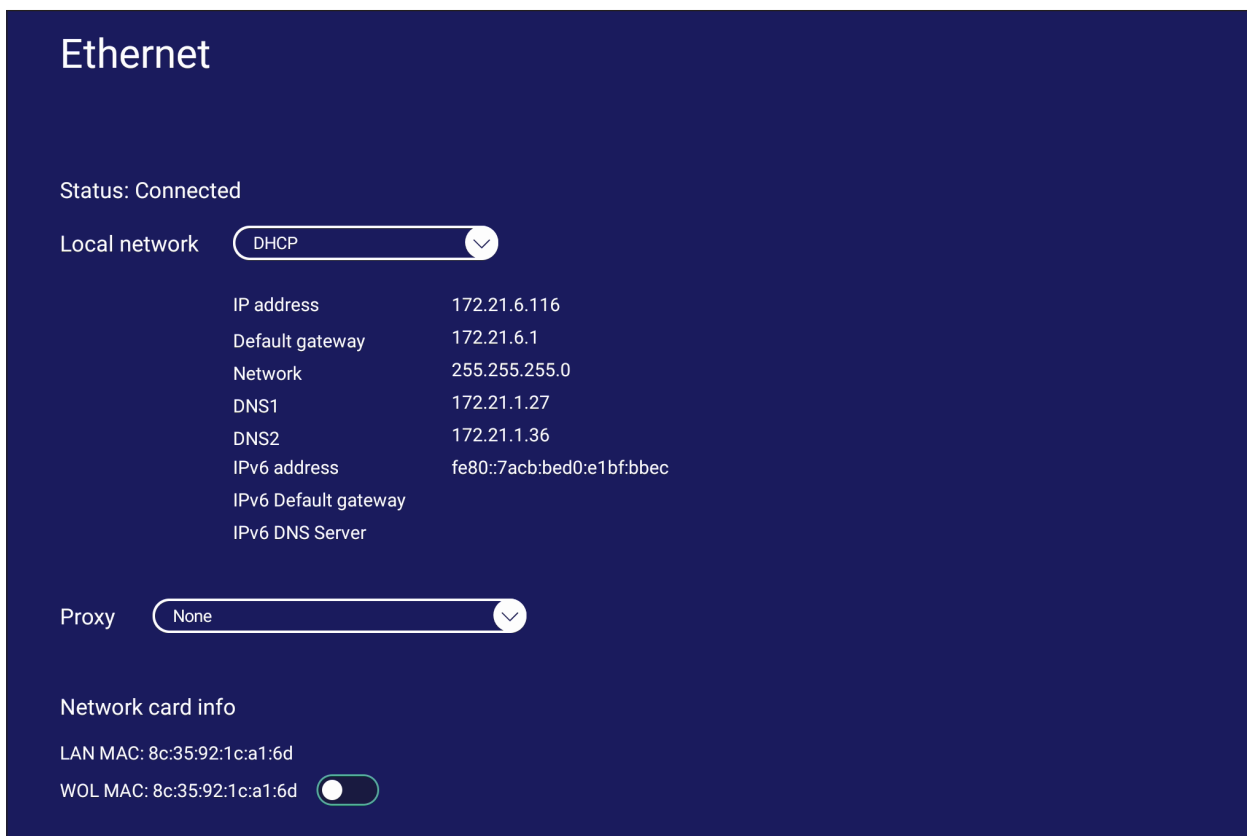 Ethernet
Status: Connected
Local network DHCP
IP address 172.21.6.116
Default gateway 172.21.6.1
Network 255.255.255.0
DNS1 172.21.1.27
DNS2 172.21.1.36
IPv6 address fe80::7acb:bed0:e1bf:bbec
IPv6 Default gateway
IPv6 DNS Server
Proxy None
Network card info
LAN MAC: 8c:35:92:1c:a1:6d
WOL MAC: 8c:35:92:1c:a1:6d